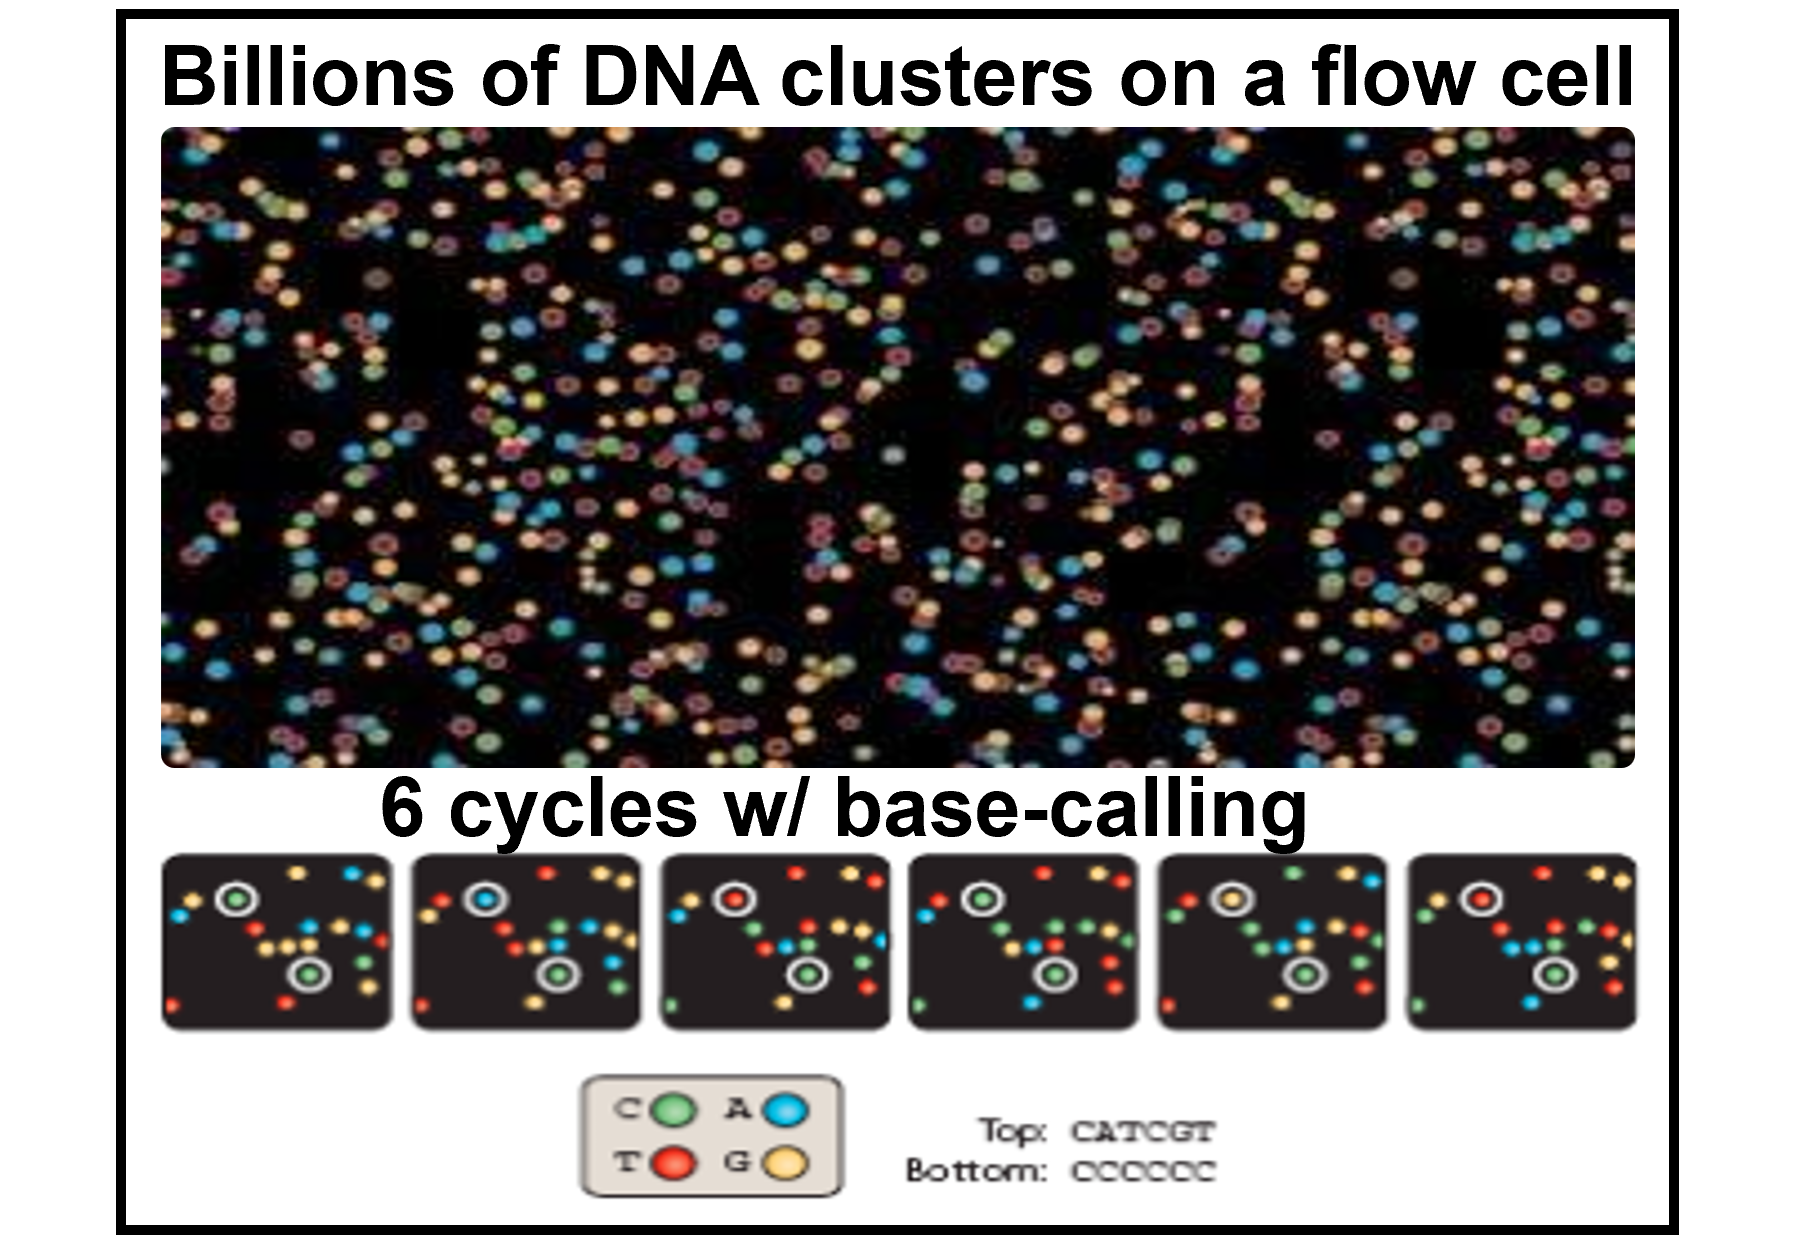 Billions of DNA clusters on a flow cell
6 cycles w/ base-calling
C A
T G
Top: CATCGT
Bottom: CCCCCC